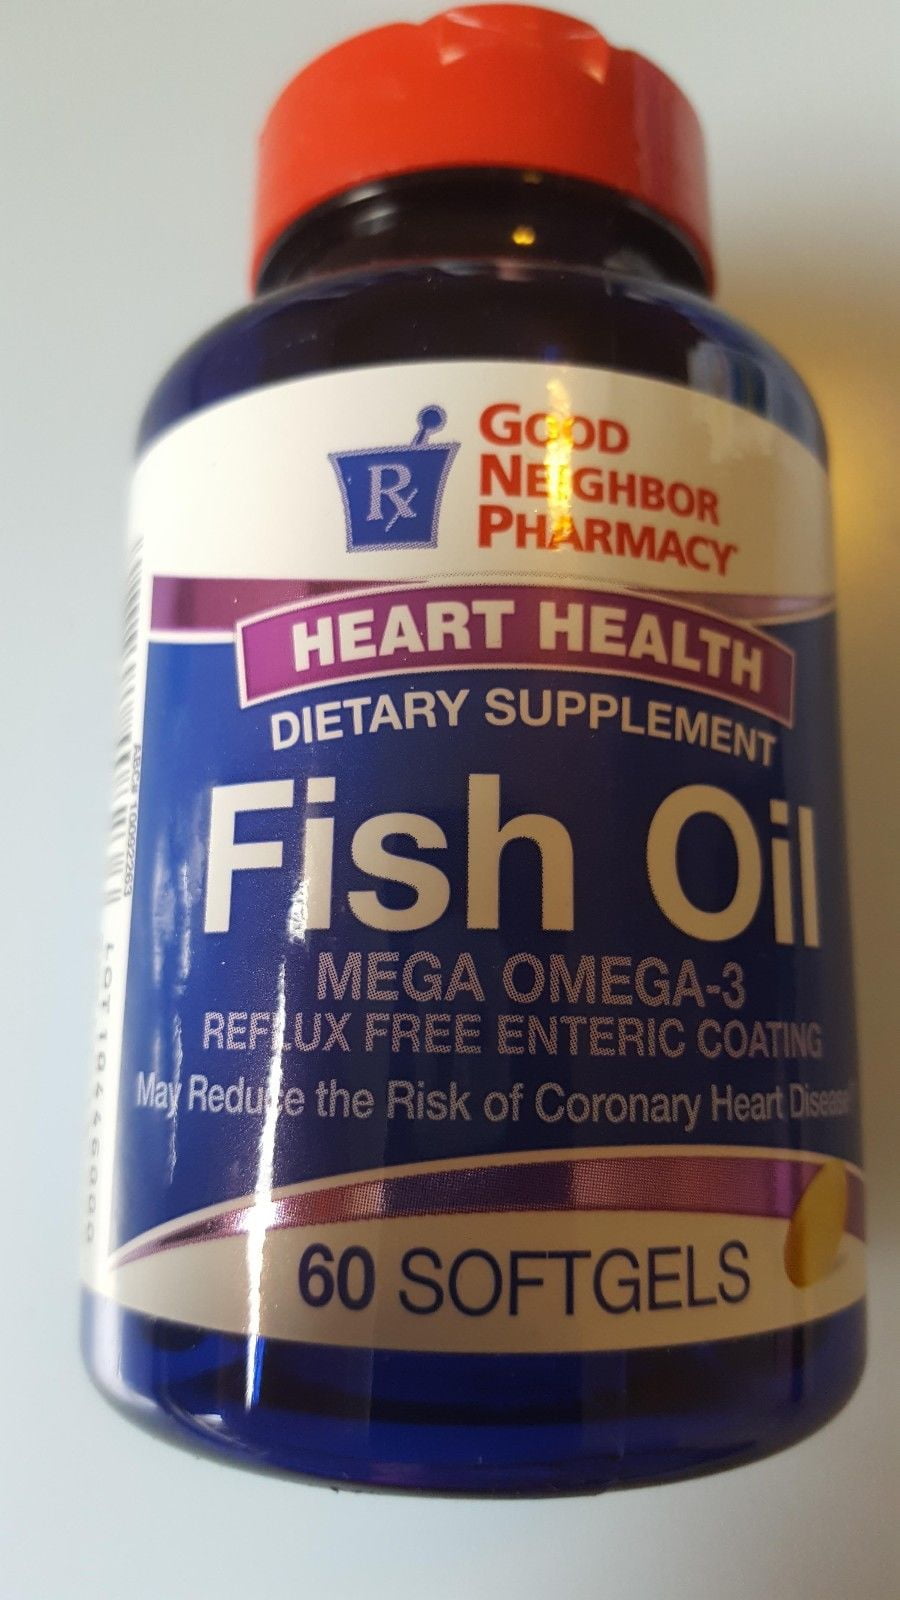 Rx
GOOD
NEIGHBOR
PHARMACY
HEART HEALTH
DIETARY SUPPLEMENT
Fish Oil
MEGA OMEGA-3
REFLUX FREE ENTERIC COATING
May Reduce the Risk of Coronary Heart Disease
60 SOFTGELS
LOT